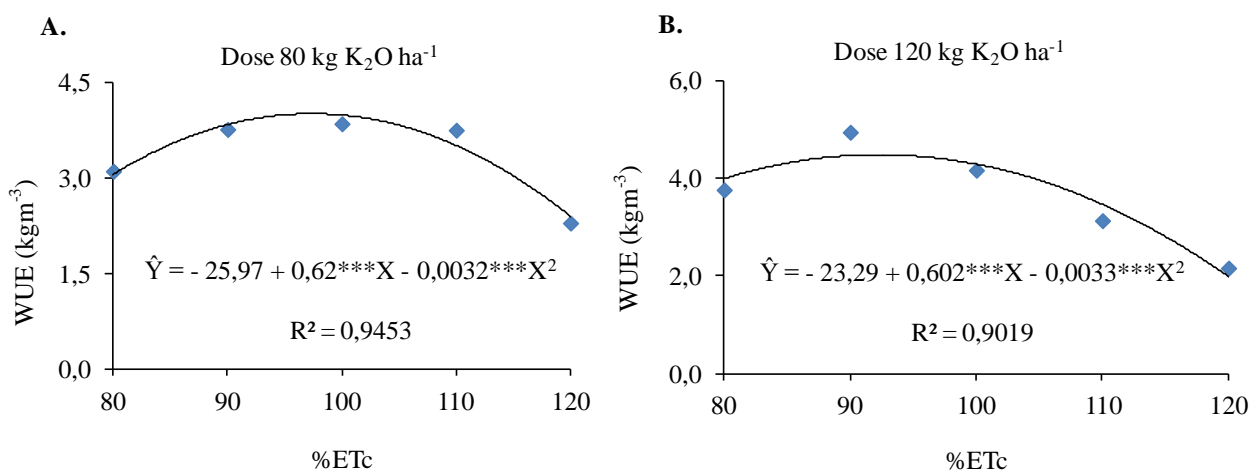 A.
Dose 80 kg K₂O ha⁻¹
4,5
3,0
1,5
0,0
WUE (kgm⁻³)
Ŷ = - 25,97 + 0,62***X - 0,0032***X²
R² = 0,9453
80 90 100 110 120
%ETc
B.
Dose 120 kg K₂O ha⁻¹
6,0
4,0
2,0
0,0
WUE (kgm⁻³)
Ŷ = - 23,29 + 0,602***X - 0,0033***X²
R² = 0,9019
80 90 100 110 120
%ETc